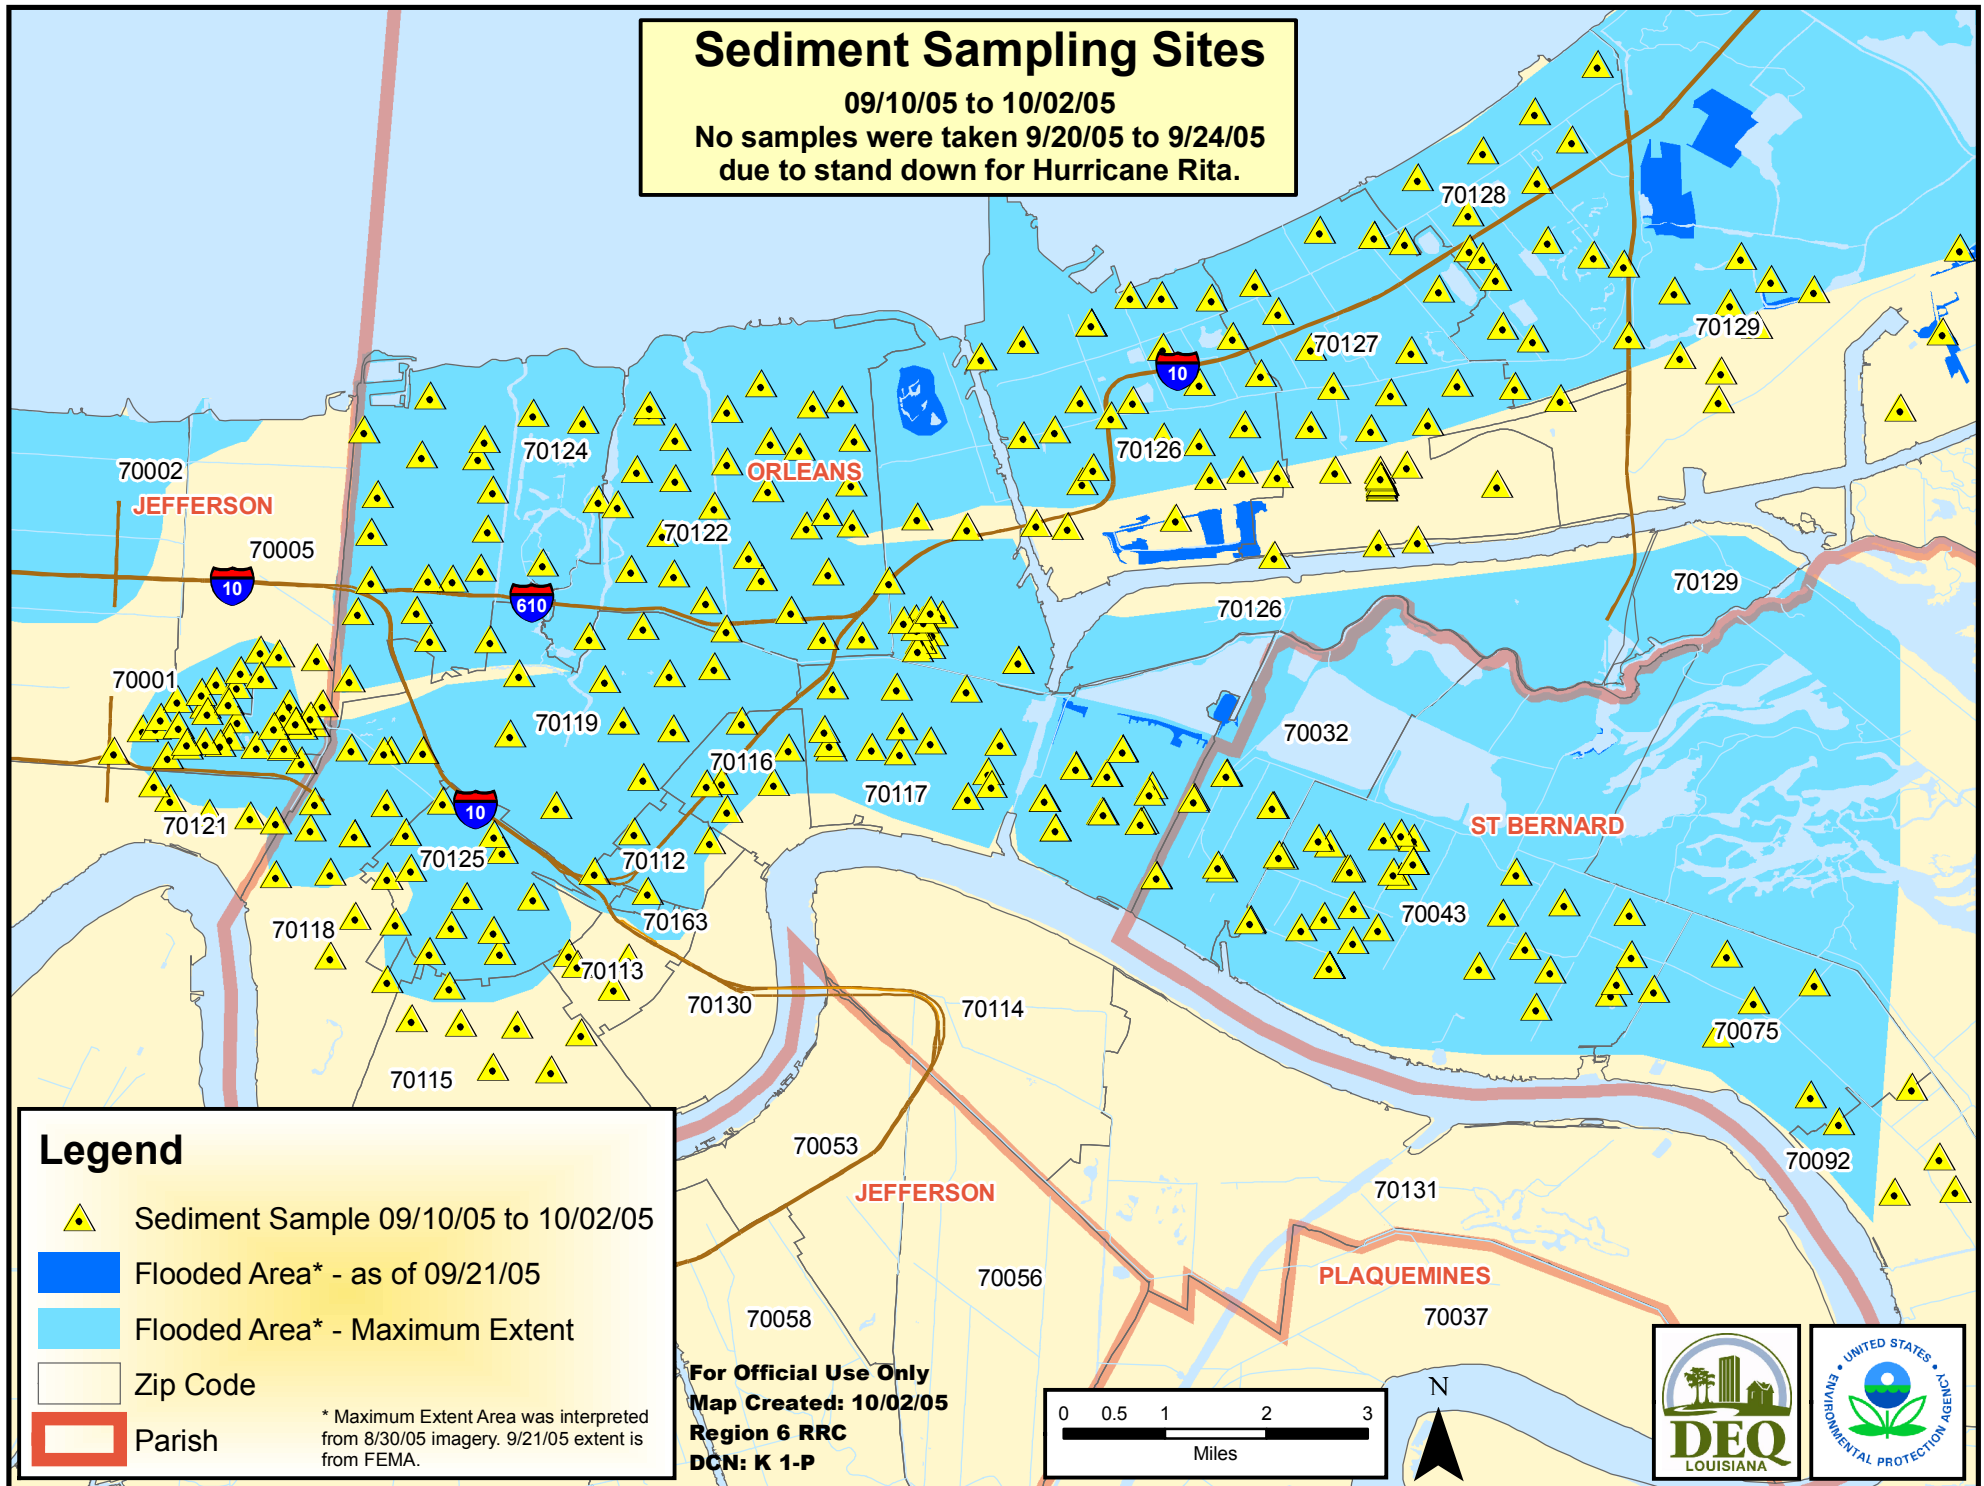 Sediment Sampling Sites
09/10/05 to 10/02/05
No samples were taken 9/20/05 to 9/24/05
due to stand down for Hurricane Rita.
70128
70129
70127
10
70126
70124
ORLEANS
70002
JEFFERSON
70122
70005
10
610
70129
70126
70001
70119
70032
70116
70117
10
70121
ST BERNARD
70125
70112
70043
70163
70118
70113
70130
70114
70075
70115
70053
70092
JEFFERSON
70131
70056
PLAQUEMINES
70058
70037
Legend
Sediment Sample 09/10/05 to 10/02/05
Flooded Area* - as of 09/21/05
Flooded Area* - Maximum Extent
Zip Code
Parish
* Maximum Extent Area was interpreted
from 8/30/05 imagery. 9/21/05 extent is
from FEMA.
For Official Use Only
Map Created: 10/02/05
Region 6 RRC
DCN: K 1-P
0 0.5 1 2 3
Miles
N
DEQ
LOUISIANA
UNITED STATES
ENVIRONMENTAL PROTECTION AGENCY